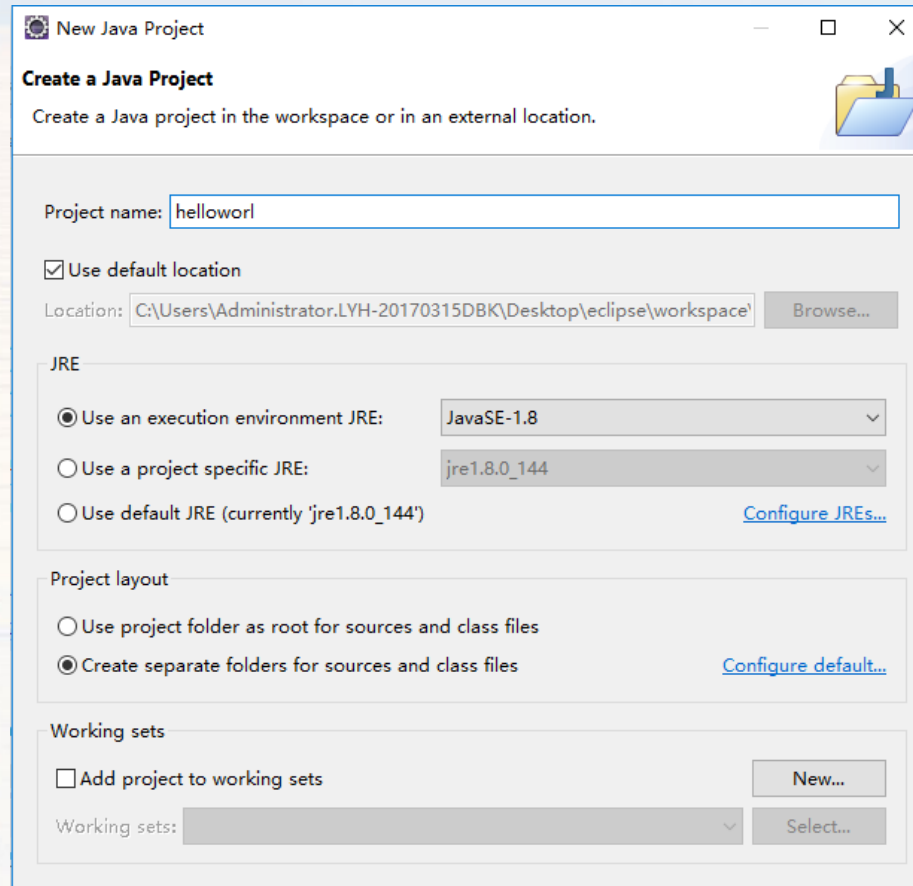 New Java Project
Create a Java Project
Create a Java project in the workspace or in an external location.
Project name: helloworl
Use default location
Location: C:\Users\Administrator.LYH-20170315DBK\Desktop\eclipse\workspace\ Browse...
JRE
Use an execution environment JRE: JavaSE-1.8
Use a project specific JRE: jre1.8.0_144
Use default JRE (currently 'jre1.8.0_144') Configure JREs...
Project layout
Use project folder as root for sources and class files
Create separate folders for sources and class files Configure default...
Working sets
Add project to working sets New...
Working sets: Select...